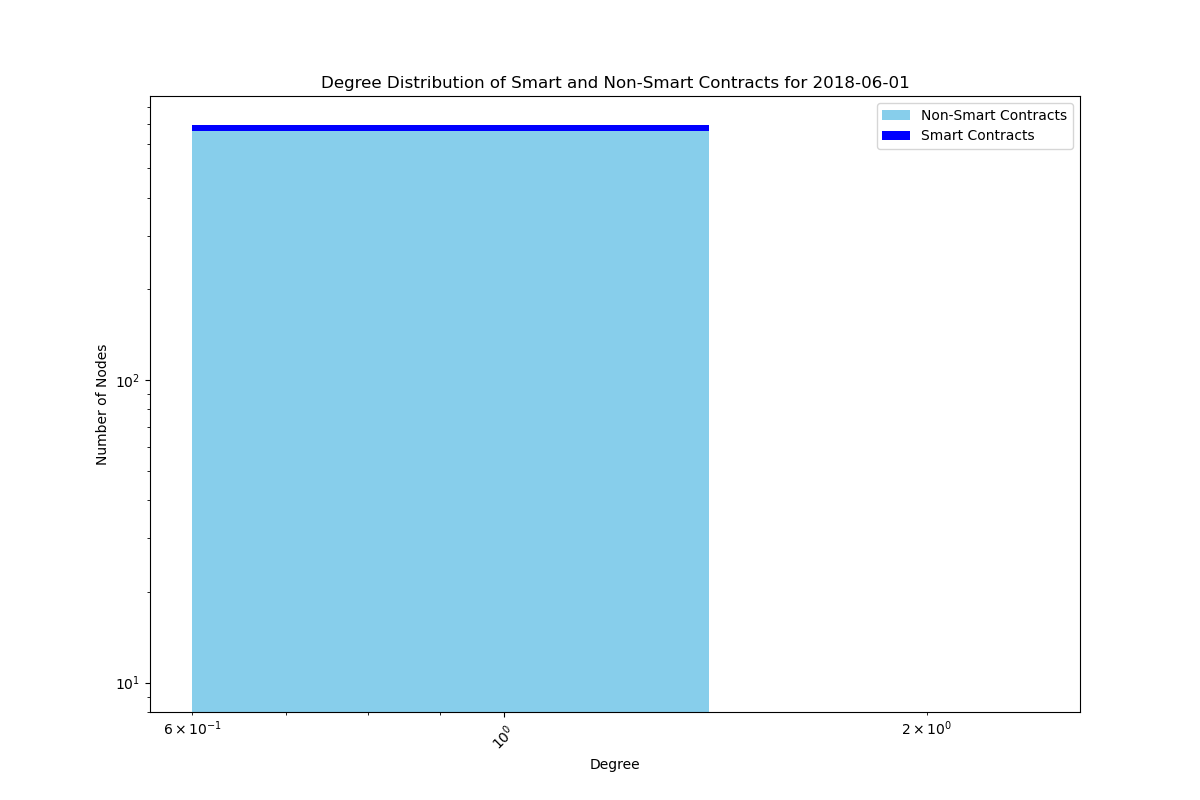 Degree Distribution of Smart and Non-Smart Contracts for 2018-06-01
Non-Smart Contracts
Smart Contracts
Number of Nodes
10²
10¹
6 × 10⁻¹
10⁰
2 × 10⁰
Degree